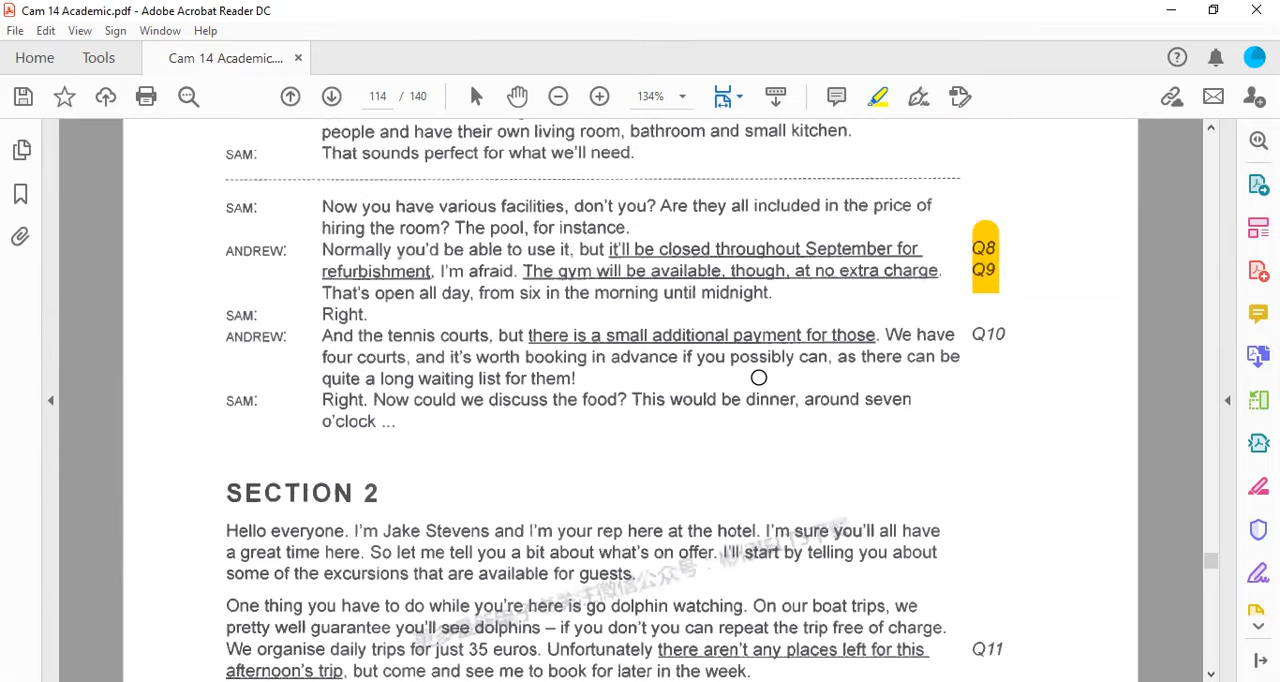 Cam 14 Academic.pdf - Adobe Acrobat Reader DC
File Edit View Sign Window Help
Home Tools Cam 14 Academic.... ×
114 / 140 134%
people and have their own living room, bathroom and small kitchen.
SAM: That sounds perfect for what we'll need.
SAM: Now you have various facilities, don't you? Are they all included in the price of
hiring the room? The pool, for instance.
ANDREW: Normally you'd be able to use it, but it'll be closed throughout September for Q8
refurbishment, I'm afraid. The gym will be available, though, at no extra charge. Q9
That's open all day, from six in the morning until midnight.
SAM: Right.
ANDREW: And the tennis courts, but there is a small additional payment for those. We have Q10
four courts, and it's worth booking in advance if you possibly can, as there can be
quite a long waiting list for them!
SAM: Right. Now could we discuss the food? This would be dinner, around seven
o'clock ...
SECTION 2
Hello everyone. I'm Jake Stevens and I'm your rep here at the hotel. I'm sure you'll all have
a great time here. So let me tell you a bit about what's on offer. I'll start by telling you about
some of the excursions that are available for guests.
One thing you have to do while you're here is go dolphin watching. On our boat trips, we
pretty well guarantee you'll see dolphins – if you don't you can repeat the trip free of charge.
We organise daily trips for just 35 euros. Unfortunately there aren't any places left for this Q11
afternoon's trip, but come and see me to book for later in the week.